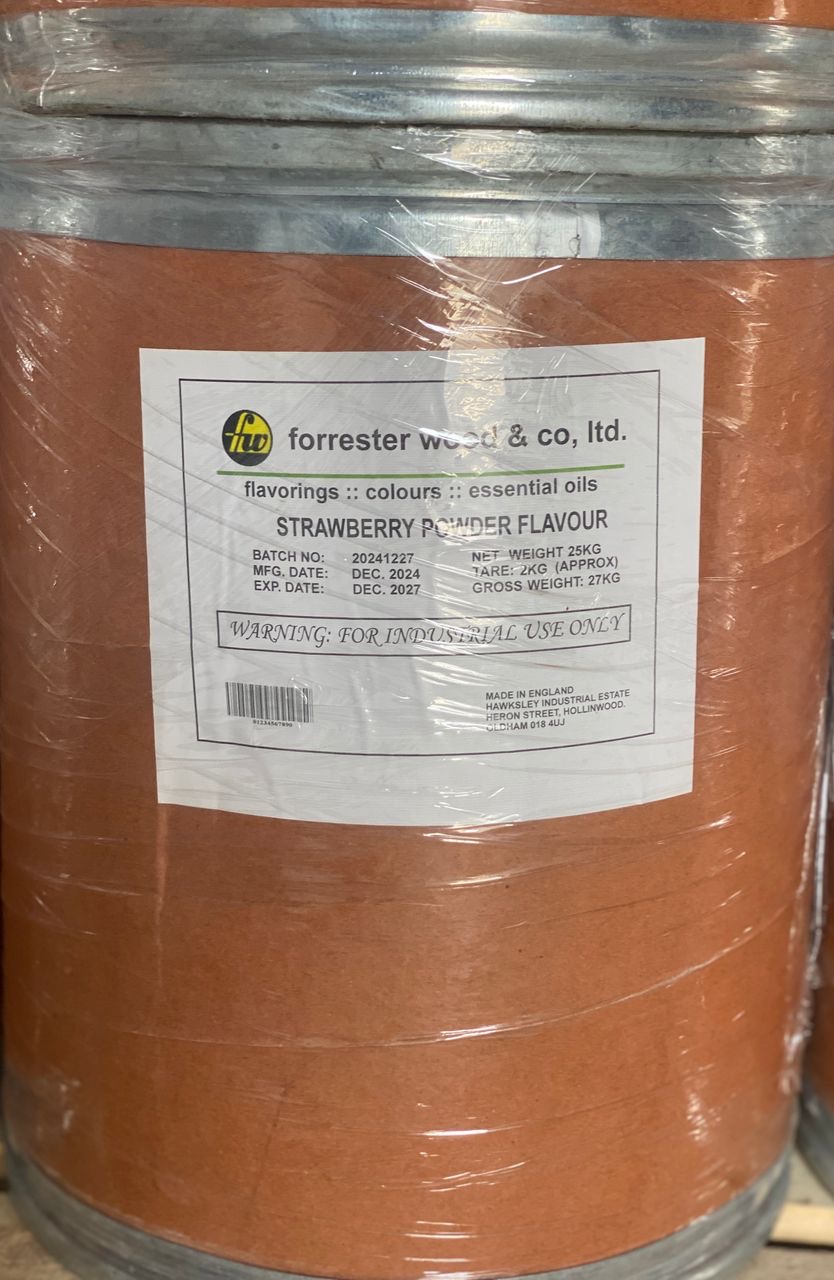 fw
forrester wood & co, ltd.
flavorings :: colours :: essential oils
STRAWBERRY POWDER FLAVOUR
BATCH NO: 20241227
MFG. DATE: DEC. 2024
EXP. DATE: DEC. 2027
NET WEIGHT 25KG
TARE: 2KG (APPROX)
GROSS WEIGHT: 27KG
WARNING: FOR INDUSTRIAL USE ONLY
01234567890
MADE IN ENGLAND
HAWKSLEY INDUSTRIAL ESTATE
HERON STREET, HOLLINWOOD.
OLDHAM 018 4UJ